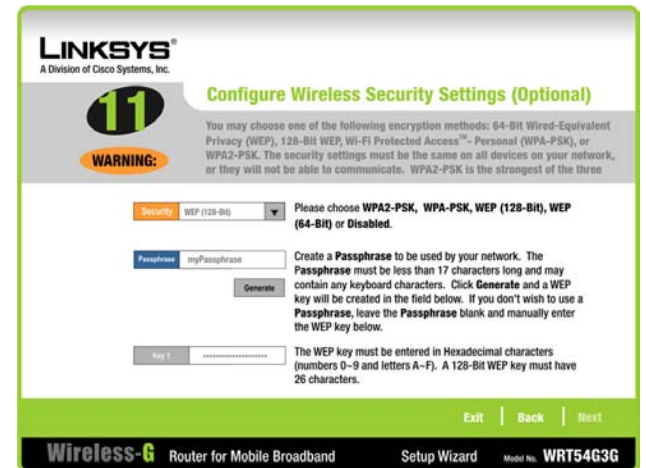 LINKSYS®
A Division of Cisco Systems, Inc.
11
WARNING:
Configure Wireless Security Settings (Optional)
You may choose one of the following encryption methods: 64-Bit Wired-Equivalent
Privacy (WEP), 128-Bit WEP, Wi-Fi Protected Access™- Personal (WPA-PSK), or
WPA2-PSK. The security settings must be the same on all devices on your network,
or they will not be able to communicate. WPA2-PSK is the strongest of the three
Security WEP (128-Bit)
Please choose WPA2-PSK, WPA-PSK, WEP (128-Bit), WEP
(64-Bit) or Disabled.
Passphrase myPassphrase
Generate
Create a Passphrase to be used by your network. The
Passphrase must be less than 17 characters long and may
contain any keyboard characters. Click Generate and a WEP
key will be created in the field below. If you don't wish to use a
Passphrase, leave the Passphrase blank and manually enter
the WEP key below.
Key 1 --------------------
The WEP key must be entered in Hexadecimal characters
(numbers 0~9 and letters A~F). A 128-Bit WEP key must have
26 characters.
Exit | Back | Next
Wireless-G Router for Mobile Broadband Setup Wizard Model No. WRT54G3G